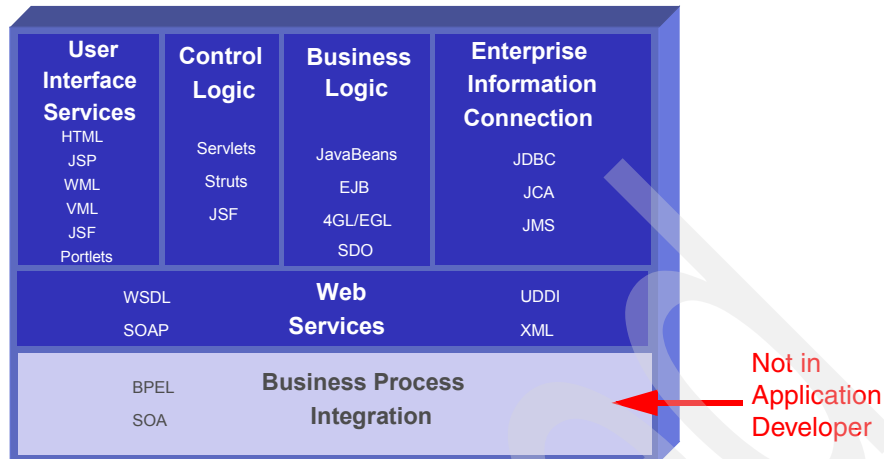 User
Interface
Services
HTML
JSP
WML
VML
JSF
Portlets
Control
Logic
Servlets
Struts
JSF
Business
Logic
JavaBeans
EJB
4GL/EGL
SDO
Enterprise
Information
Connection
JDBC
JCA
JMS
WSDL
SOAP
Web
Services
UDDI
XML
BPEL
SOA
Business Process
Integration
Not in
Application
Developer